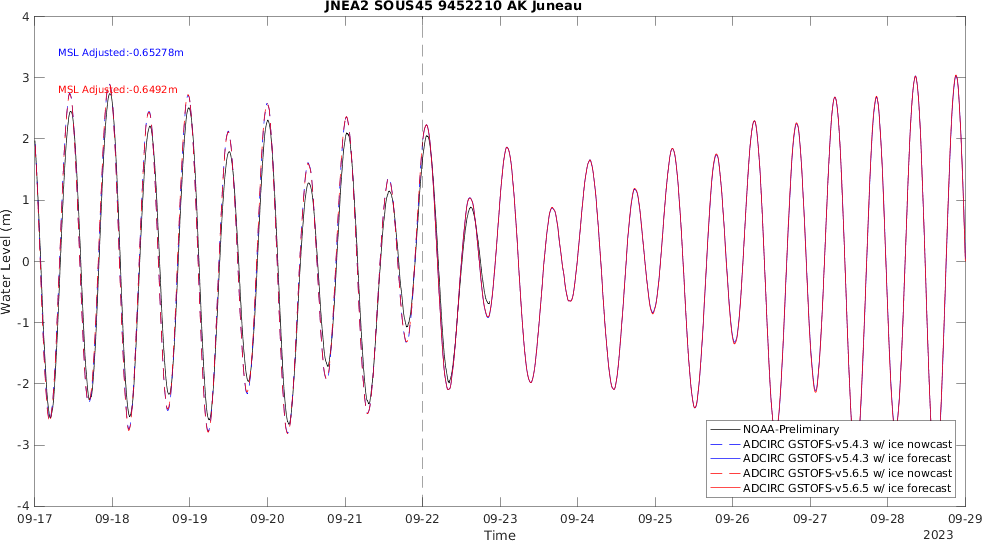 JNEA2 SOUS45 9452210 AK Juneau
MSL Adjusted:-0.65278m
MSL Adjusted:-0.6492m
Water Level (m)
4
3
2
1
0
-1
-2
-3
-4
NOAA-Preliminary
ADCIRC GSTOFS-v5.4.3 w/ ice nowcast
ADCIRC GSTOFS-v5.4.3 w/ ice forecast
ADCIRC GSTOFS-v5.6.5 w/ ice nowcast
ADCIRC GSTOFS-v5.6.5 w/ ice forecast
09-17 09-18 09-19 09-20 09-21 09-22 09-23 09-24 09-25 09-26 09-27 09-28 09-29
Time
2023